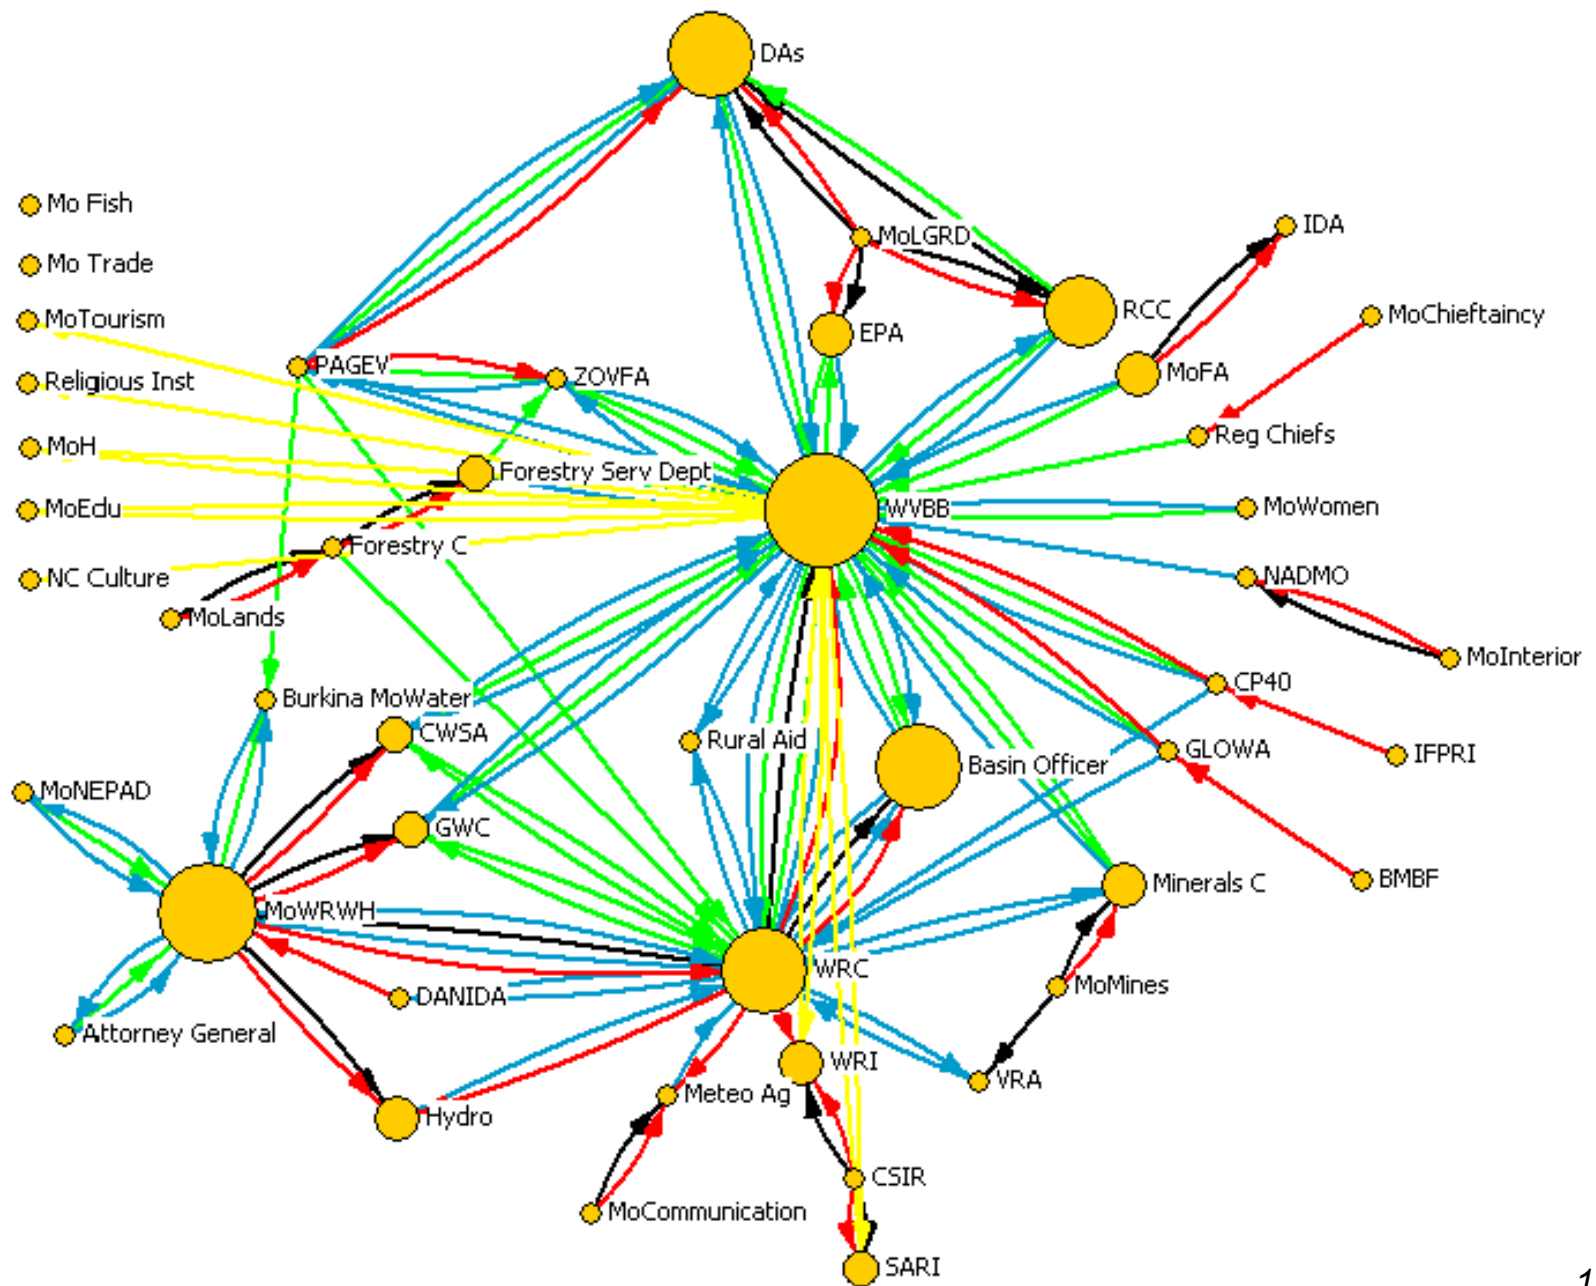 DAs
Mo Fish
IDA
MoLGRD
Mo Trade
RCC
MoChieftaincy
MoTourism
EPA
PAGEV
ZOVFA
MoFA
Religious Inst
Reg Chiefs
MoH
Forestry Serv Dept
MoEdu
WVBB
MoWomen
Forestry C
NC Culture
NADMO
MoLands
MoInterior
CP40
Burkina MoWater
CWSA
Rural Aid
GLOWA
IFPRI
Basin Officer
MoNEPAD
GWC
Minerals C
BMBF
MoWRWH
WRC
DANIDA
MoMines
Attorney General
WRI
VRA
Meteo Ag
Hydro
CSIR
MoCommunication
SARI
1